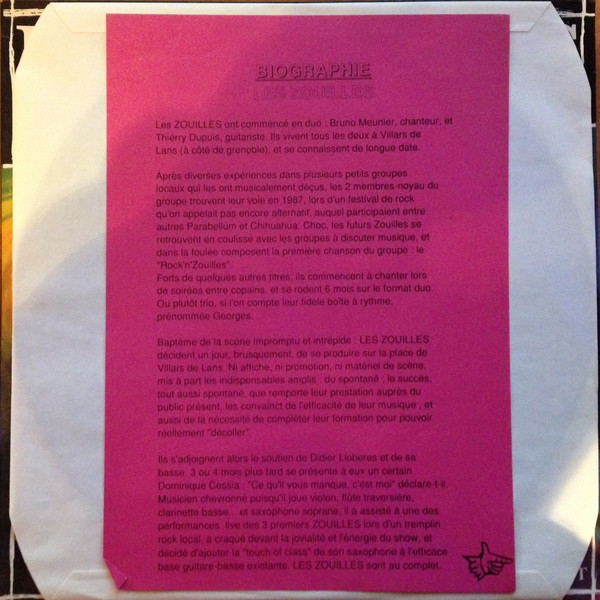 BIOGRAPHIE
LES ZOUILLES
Les ZOUILLES ont commencé en duo : Bruno Meunier, chanteur, et
Thierry Dupuis, guitariste. Ils vivent tous les deux à Villars de
Lans (à côté de grenoble), et se connaissent de longue date.
Après diverses expériences dans plusieurs petits groupes
locaux qui les ont musicalement déçus, les 2 membres-noyau du
groupe trouvent leur voie en 1987, lors d'un festival de rock
qu'on appelait pas encore alternatif, auquel participaient entre
autres Parabellum et Chihuahua. Choc, les futurs Zouilles se
retrouvent en coulisse avec les groupes à discuter musique, et
dans la foulée composent la première chanson du groupe : le
"Rock'n'Zouilles".
Forts de quelques autres titres, ils commencent à chanter lors
de soirées entre copains, et se rodent 6 mois sur le format duo.
Ou plutôt trio, si l'on compte leur fidèle boîte à rythme,
prénommée Georges.
Baptême de la scène impromptu et intrépide : LES ZOUILLES
décident un jour, brusquement, de se produire sur la place de
Villars de Lans. Ni affiche, ni promotion, ni matériel de scène,
mis à part les indispensables amplis : du spontané ; le succès,
tout aussi spontané, que remporte leur prestation auprès du
public présent, les convainct de l'efficacité de leur musique , et
aussi de la nécessité de compléter leur formation pour pouvoir
réellement "décoller".
Ils s'adjoignent alors le soutien de Didier Lloberes et de sa
basse. 3 ou 4 mois plus tard se présente à eux un certain
Dominique Cessia : "Ce qu'il vous manque, c'est moi" déclare-t-il.
Musicien chevronné puisqu'il joue violon, flûte traversière,
clarinette basse... et saxophone soprano, il a assisté à une des
performances live des 3 premiers ZOUILLES lors d'un tremplin
rock local, a craqué devant la jovialité et l'énergie du show, et
décidé d'ajouter la "touch of class" de son saxophone à l'efficace
base guitare-basse existante. LES ZOUILLES sont au complet.